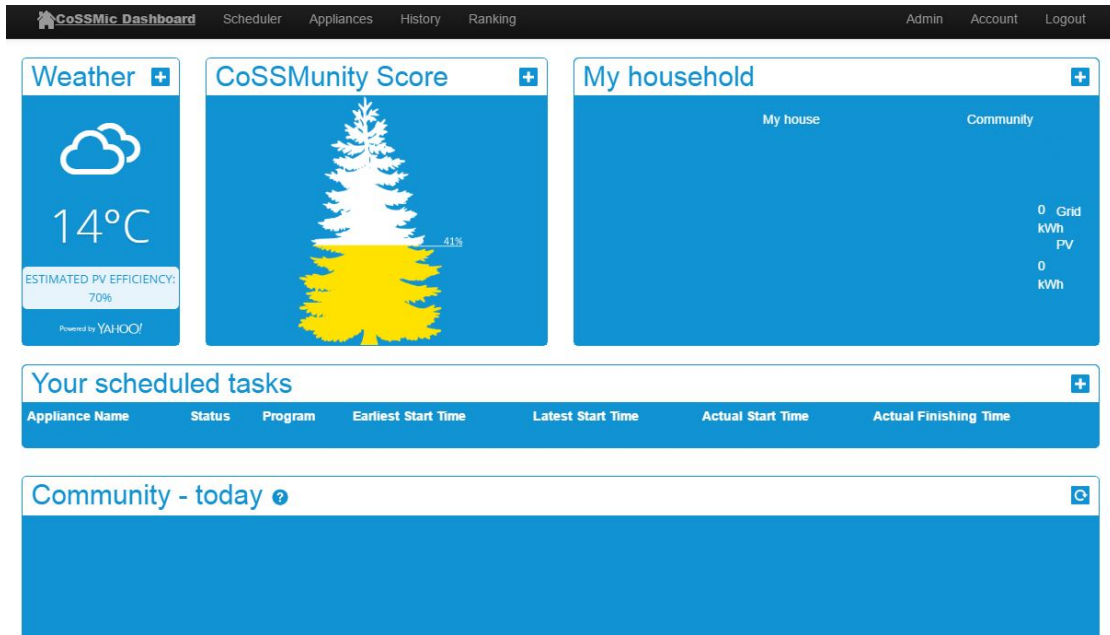 CoSSMic Dashboard Scheduler Appliances History Ranking Admin Account Logout
Weather
14°C
ESTIMATED PV EFFICIENCY:
70%
Powered by YAHOO!
CoSSMunity Score
41%
My household
My house Community
0 Grid
kWh
PV
0
kWh
Your scheduled tasks
Appliance Name Status Program Earliest Start Time Latest Start Time Actual Start Time Actual Finishing Time
Community - today